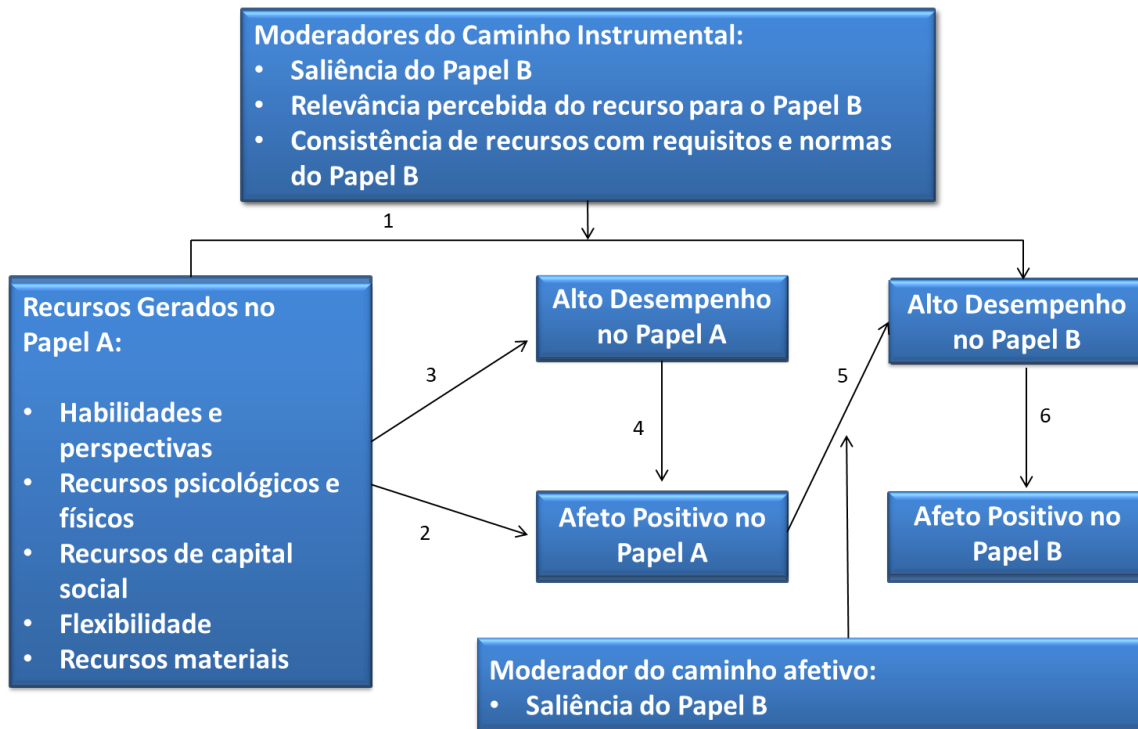 Moderadores do Caminho Instrumental:
• Saliência do Papel B
• Relevância percebida do recurso para o Papel B
• Consistência de recursos com requisitos e normas
do Papel B
1
Recursos Gerados no
Papel A:
• Habilidades e
perspectivas
• Recursos psicológicos e
físicos
• Recursos de capital
social
• Flexibilidade
• Recursos materiais
3
2
Alto Desempenho
no Papel A
4
Afeto Positivo no
Papel A
5
Alto Desempenho
no Papel B
6
Afeto Positivo no
Papel B
Moderador do caminho afetivo:
• Saliência do Papel B